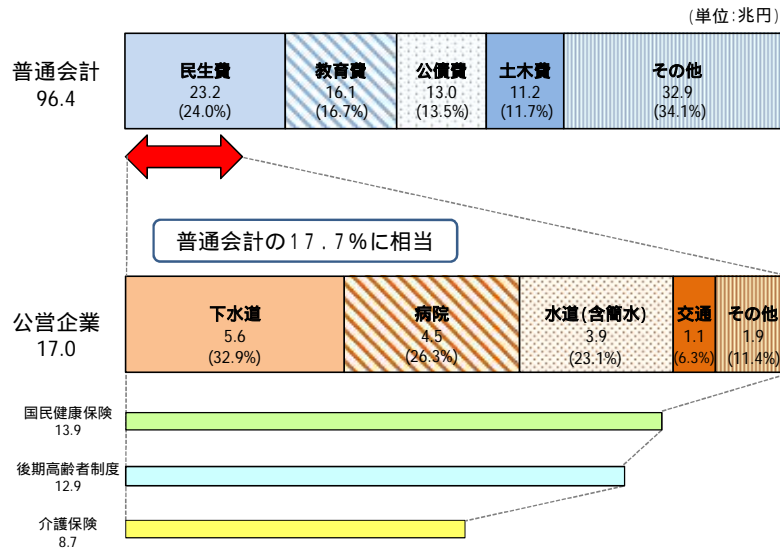 (単位:兆円)
普通会計
96.4
民生費
23.2
(24.0%)
教育費
16.1
(16.7%)
公債費
13.0
(13.5%)
土木費
11.2
(11.7%)
その他
32.9
(34.1%)
普通会計の17.7%に相当
公営企業
17.0
下水道
5.6
(32.9%)
病院
4.5
(26.3%)
水道(含簡水)
3.9
(23.1%)
交通
1.1
(6.3%)
その他
1.9
(11.4%)
国民健康保険
13.9
後期高齢者制度
12.9
介護保険
8.7